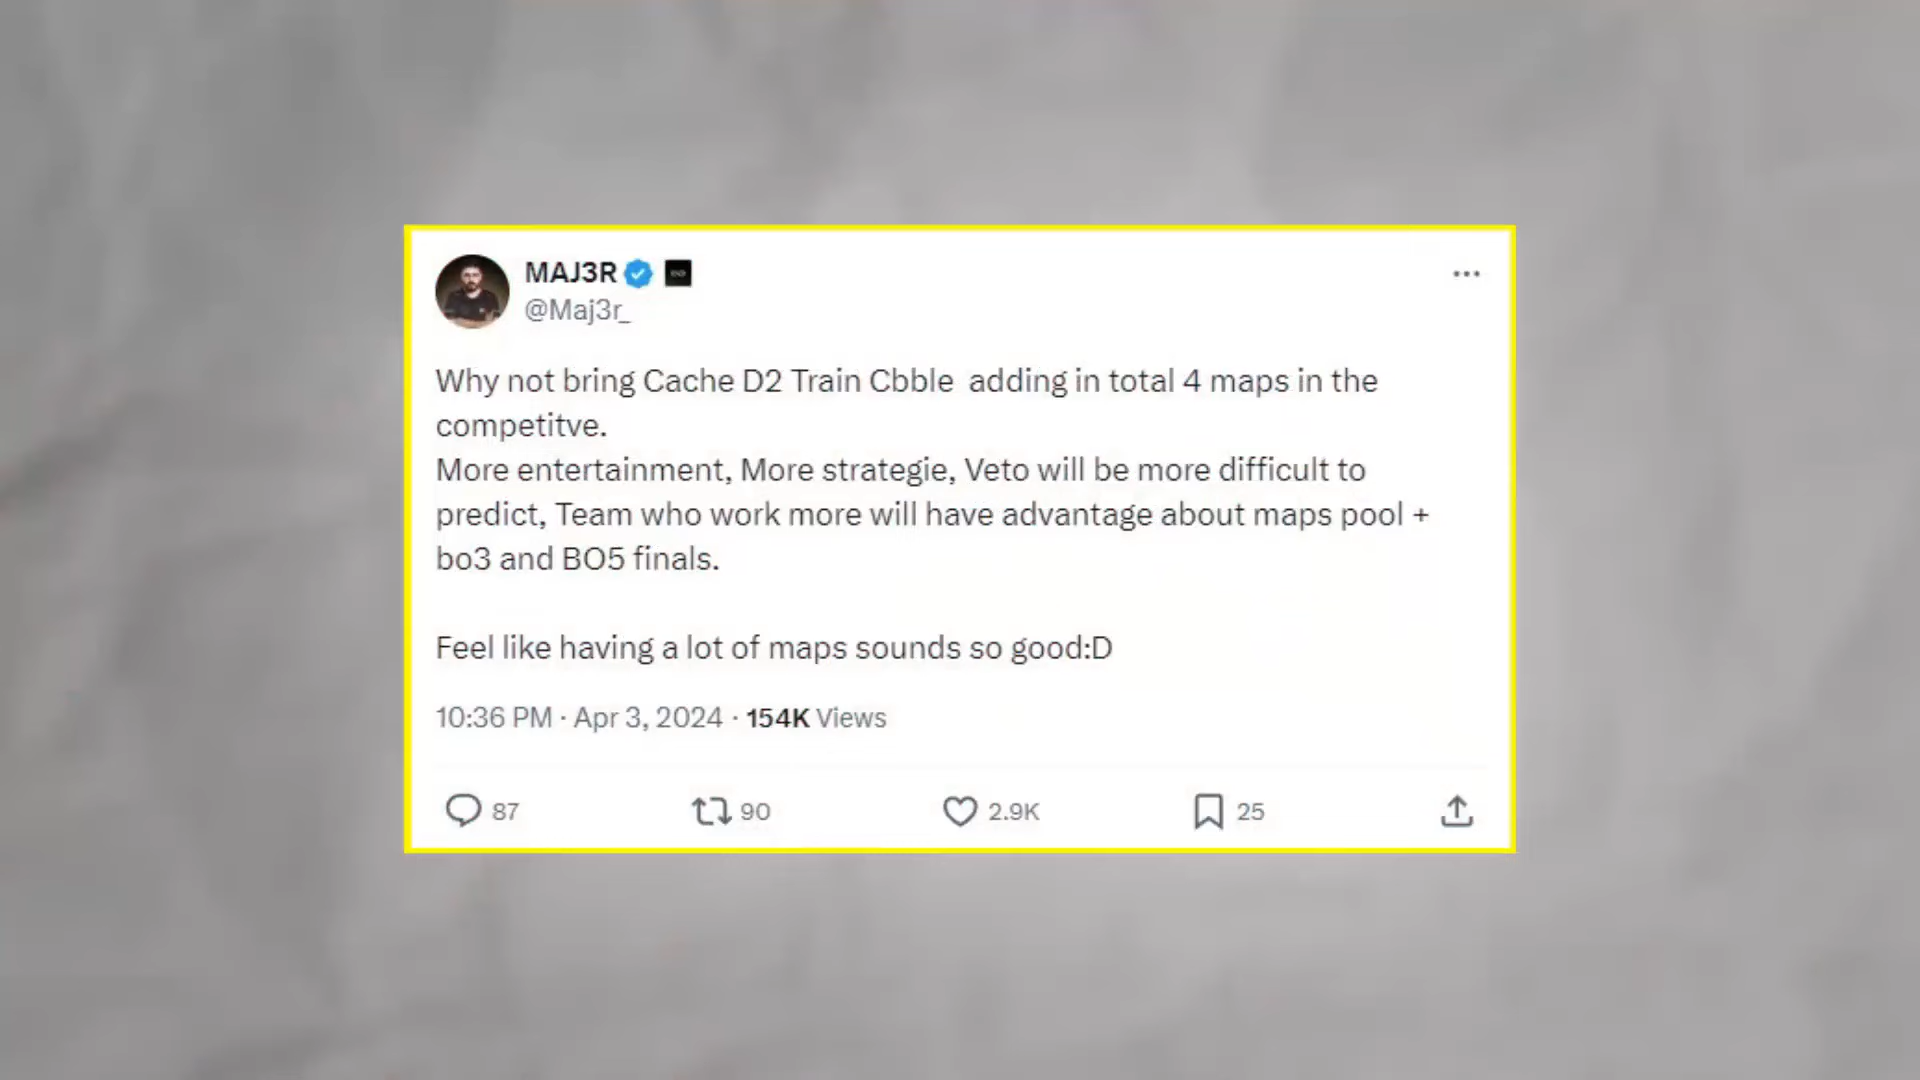 MAJ3R
@Maj3r_
Why not bring Cache D2 Train Cbble adding in total 4 maps in the
competitve.
More entertainment, More strategie, Veto will be more difficult to
predict, Team who work more will have advantage about maps pool +
bo3 and BO5 finals.
Feel like having a lot of maps sounds so good:D
10:36 PM · Apr 3, 2024 · 154K Views
87 90 2.9K 25